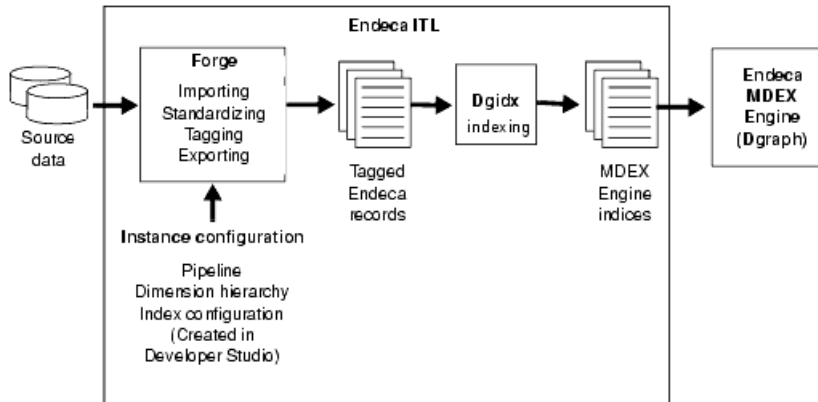 Endeca ITL
Source
data
Forge
Importing
Standardizing
Tagging
Exporting
Tagged
Endeca
records
Dgidx
indexing
MDEX
Engine
indices
Endeca
MDEX
Engine
(Dgraph)
Instance configuration
Pipeline
Dimension hierarchy
Index configuration
(Created in
Developer Studio)